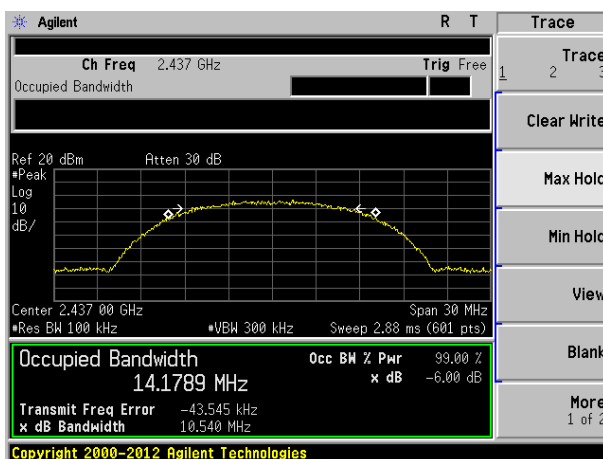 Agilent R T Trace
Ch Freq 2.437 GHz Trig Free
Occupied Bandwidth
Trace
1 2 3
Clear Write
Max Hold
Min Hold
View
Blank
More
1 of 2
Ref 20 dBm Atten 30 dB
#Peak
Log
10
dB/
Center 2.437 00 GHz Span 30 MHz
#Res BW 100 kHz #VBW 300 kHz Sweep 2.88 ms (601 pts)
Occupied Bandwidth Occ BW % Pwr 99.00 %
14.1789 MHz x dB -6.00 dB
Transmit Freq Error -43.545 kHz
x dB Bandwidth 10.540 MHz
Copyright 2000-2012 Agilent Technologies